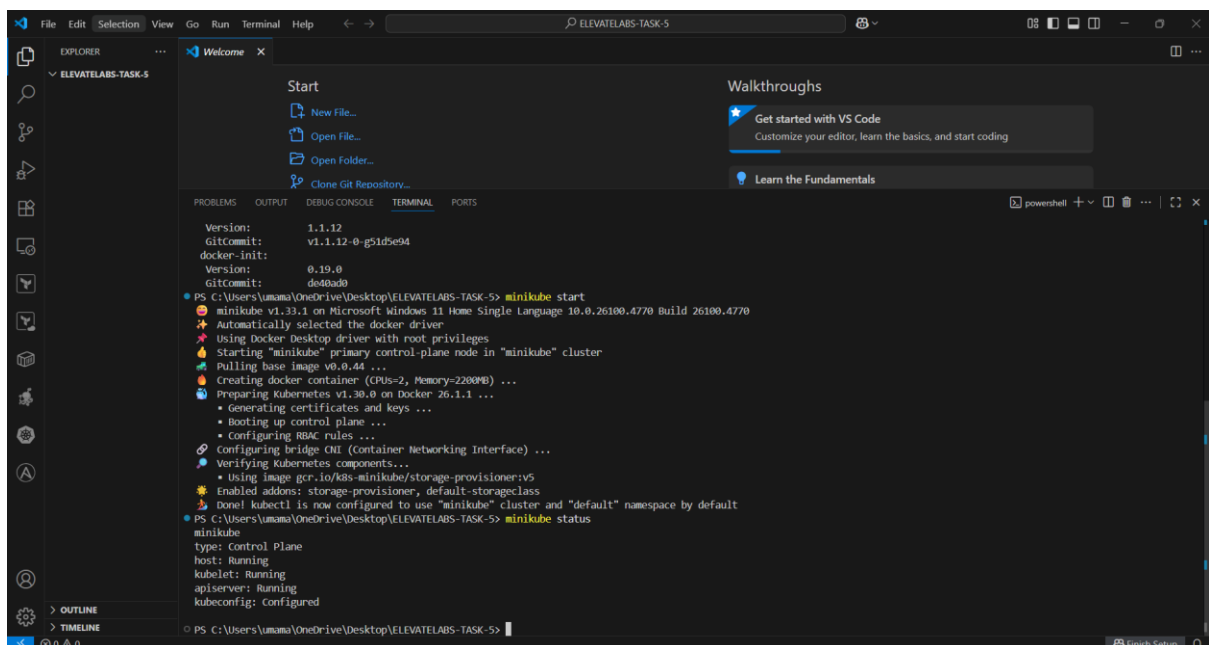 File Edit Selection View Go Run Terminal Help
ELEVATELABS-TASK-5
EXPLORER
ELEVATELABS-TASK-5
Welcome
Start
New File...
Open File...
Open Folder...
Clone Git Repository...
Walkthroughs
Get started with VS Code
Customize your editor, learn the basics, and start coding
Learn the Fundamentals
PROBLEMS OUTPUT DEBUG CONSOLE TERMINAL PORTS
powershell
Version: 1.1.12
GitCommit: v1.1.12-0-g51d5e94
docker-init:
Version: 0.19.0
GitCommit: de40ad0
PS C:\Users\umama\OneDrive\Desktop\ELEVATELABS-TASK-5> minikube start
minikube v1.33.1 on Microsoft Windows 11 Home Single Language 10.0.26100.4770 Build 26100.4770
Automatically selected the docker driver
Using Docker Desktop driver with root privileges
Starting "minikube" primary control-plane node in "minikube" cluster
Pulling base image v0.0.44 ...
Creating docker container (CPUs=2, Memory=2200MB) ...
Preparing Kubernetes v1.30.0 on Docker 26.1.1 ...
▪ Generating certificates and keys ...
▪ Booting up control plane ...
▪ Configuring RBAC rules ...
Configuring bridge CNI (Container Networking Interface) ...
Verifying Kubernetes components...
▪ Using image gcr.io/k8s-minikube/storage-provisioner:v5
Enabled addons: storage-provisioner, default-storageclass
Done! kubectl is now configured to use "minikube" cluster and "default" namespace by default
PS C:\Users\umama\OneDrive\Desktop\ELEVATELABS-TASK-5> minikube status
minikube
type: Control Plane
host: Running
kubelet: Running
apiserver: Running
kubeconfig: Configured
PS C:\Users\umama\OneDrive\Desktop\ELEVATELABS-TASK-5>
OUTLINE
TIMELINE
0 0
Finish Setup